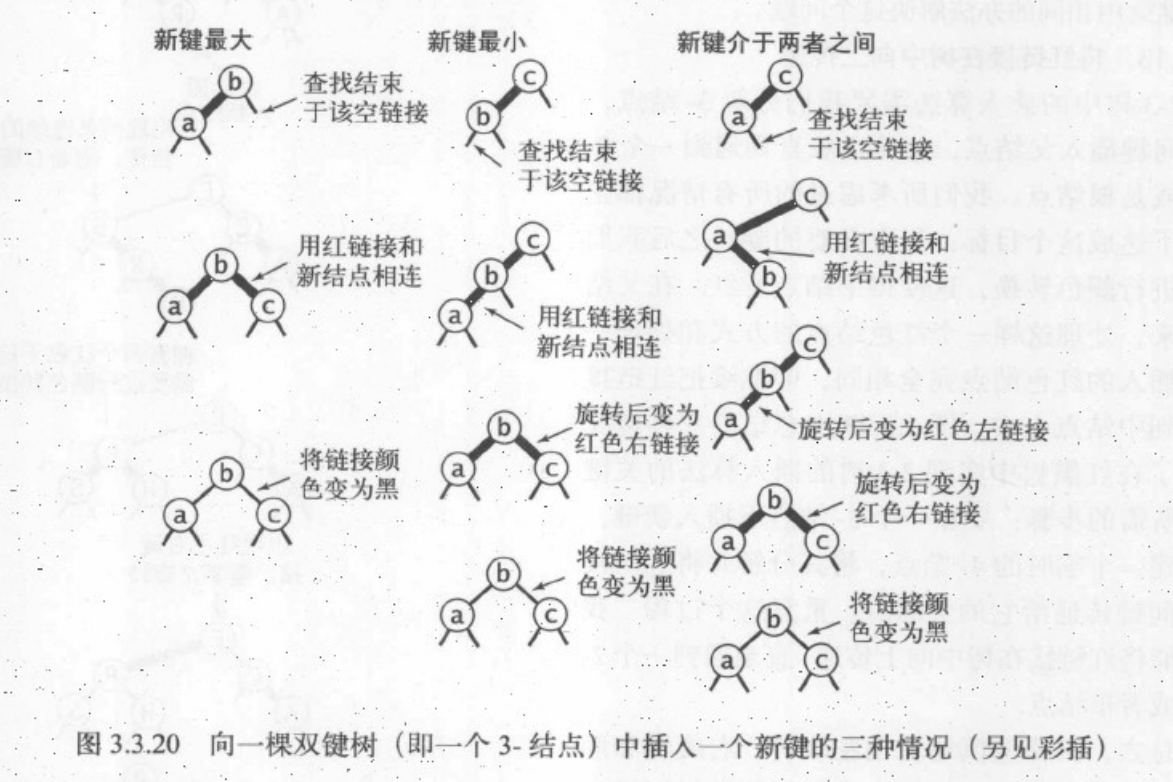 新键最大
b
a
查找结束
于该空链接
b
a
c
用红链接和
新结点相连
b
a
c
将链接颜
色变为黑
新键最小
c
b
查找结束
于该空链接
c
b
a
用红链接和
新结点相连
b
a
c
旋转后变为
红色右链接
b
a
c
将链接颜
色变为黑
新键介于两者之间
c
a
查找结束
于该空链接
c
a
b
用红链接和
新结点相连
c
b
a
旋转后变为红色左链接
b
a
c
旋转后变为
红色右链接
b
a
c
将链接颜
色变为黑
图 3.3.20 向一棵双键树（即一个 3- 结点）中插入一个新键的三种情况（另见彩插）